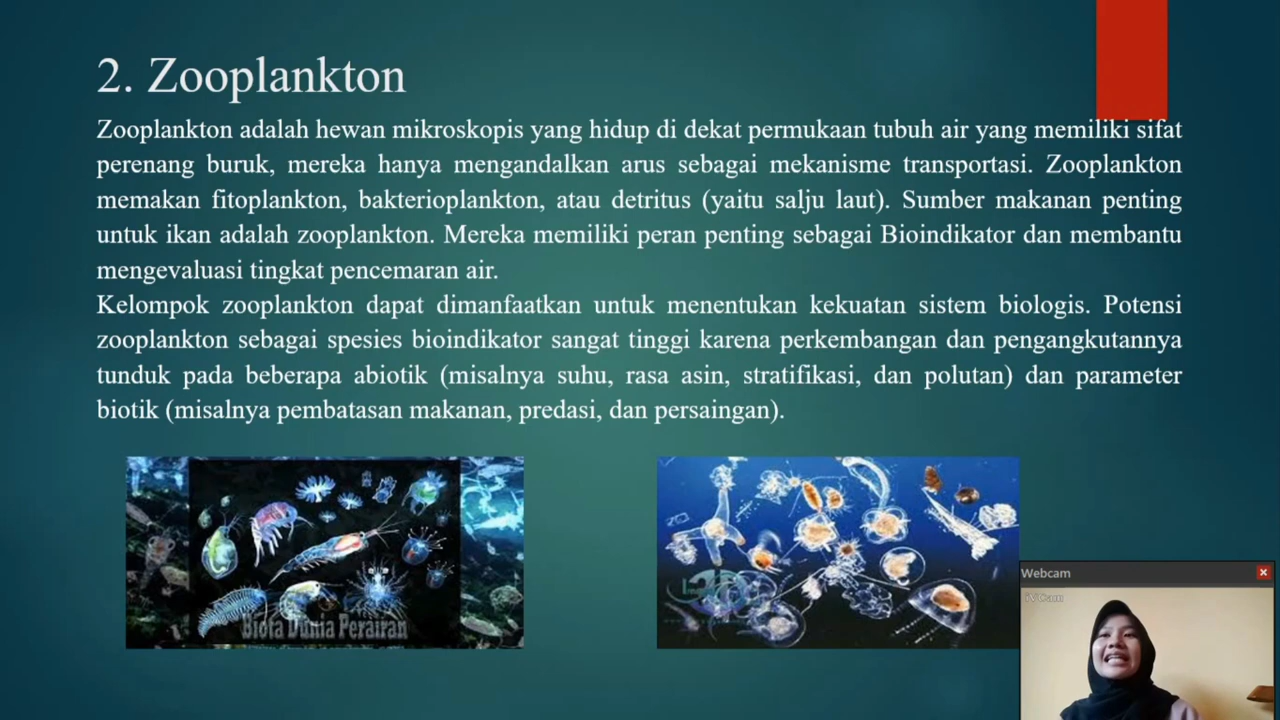 2. Zooplankton
Zooplankton adalah hewan mikroskopis yang hidup di dekat permukaan tubuh air yang memiliki sifat
perenang buruk, mereka hanya mengandalkan arus sebagai mekanisme transportasi. Zooplankton
memakan fitoplankton, bakterioplankton, atau detritus (yaitu salju laut). Sumber makanan penting
untuk ikan adalah zooplankton. Mereka memiliki peran penting sebagai Bioindikator dan membantu
mengevaluasi tingkat pencemaran air.
Kelompok zooplankton dapat dimanfaatkan untuk menentukan kekuatan sistem biologis. Potensi
zooplankton sebagai spesies bioindikator sangat tinggi karena perkembangan dan pengangkutannya
tunduk pada beberapa abiotik (misalnya suhu, rasa asin, stratifikasi, dan polutan) dan parameter
biotik (misalnya pembatasan makanan, predasi, dan persaingan).
Biota Dunia Perairan
Webcam
iVCam